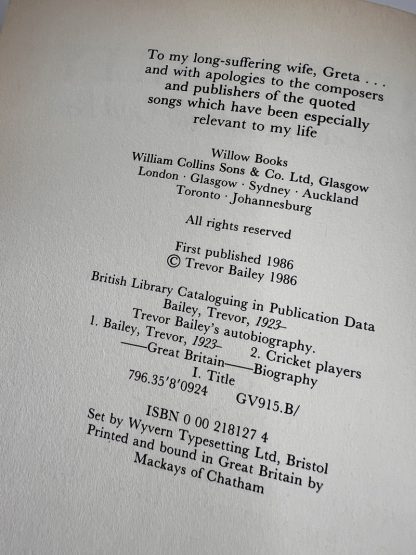 To my long-suffering wife, Greta . . .
and with apologies to the composers
and publishers of the quoted
songs which have been especially
relevant to my life
Willow Books
William Collins Sons & Co. Ltd, Glasgow
London · Glasgow · Sydney · Auckland
Toronto · Johannesburg
All rights reserved
First published 1986
© Trevor Bailey 1986
British Library Cataloguing in Publication Data
Bailey, Trevor, 1923–
Trevor Bailey's autobiography.
1. Bailey, Trevor, 1923– 2. Cricket players
——Great Britain——Biography
I. Title
796.35'8'0924 GV915.B/
ISBN 0 00 218127 4
Set by Wyvern Typesetting Ltd, Bristol
Printed and bound in Great Britain by
Mackays of Chatham